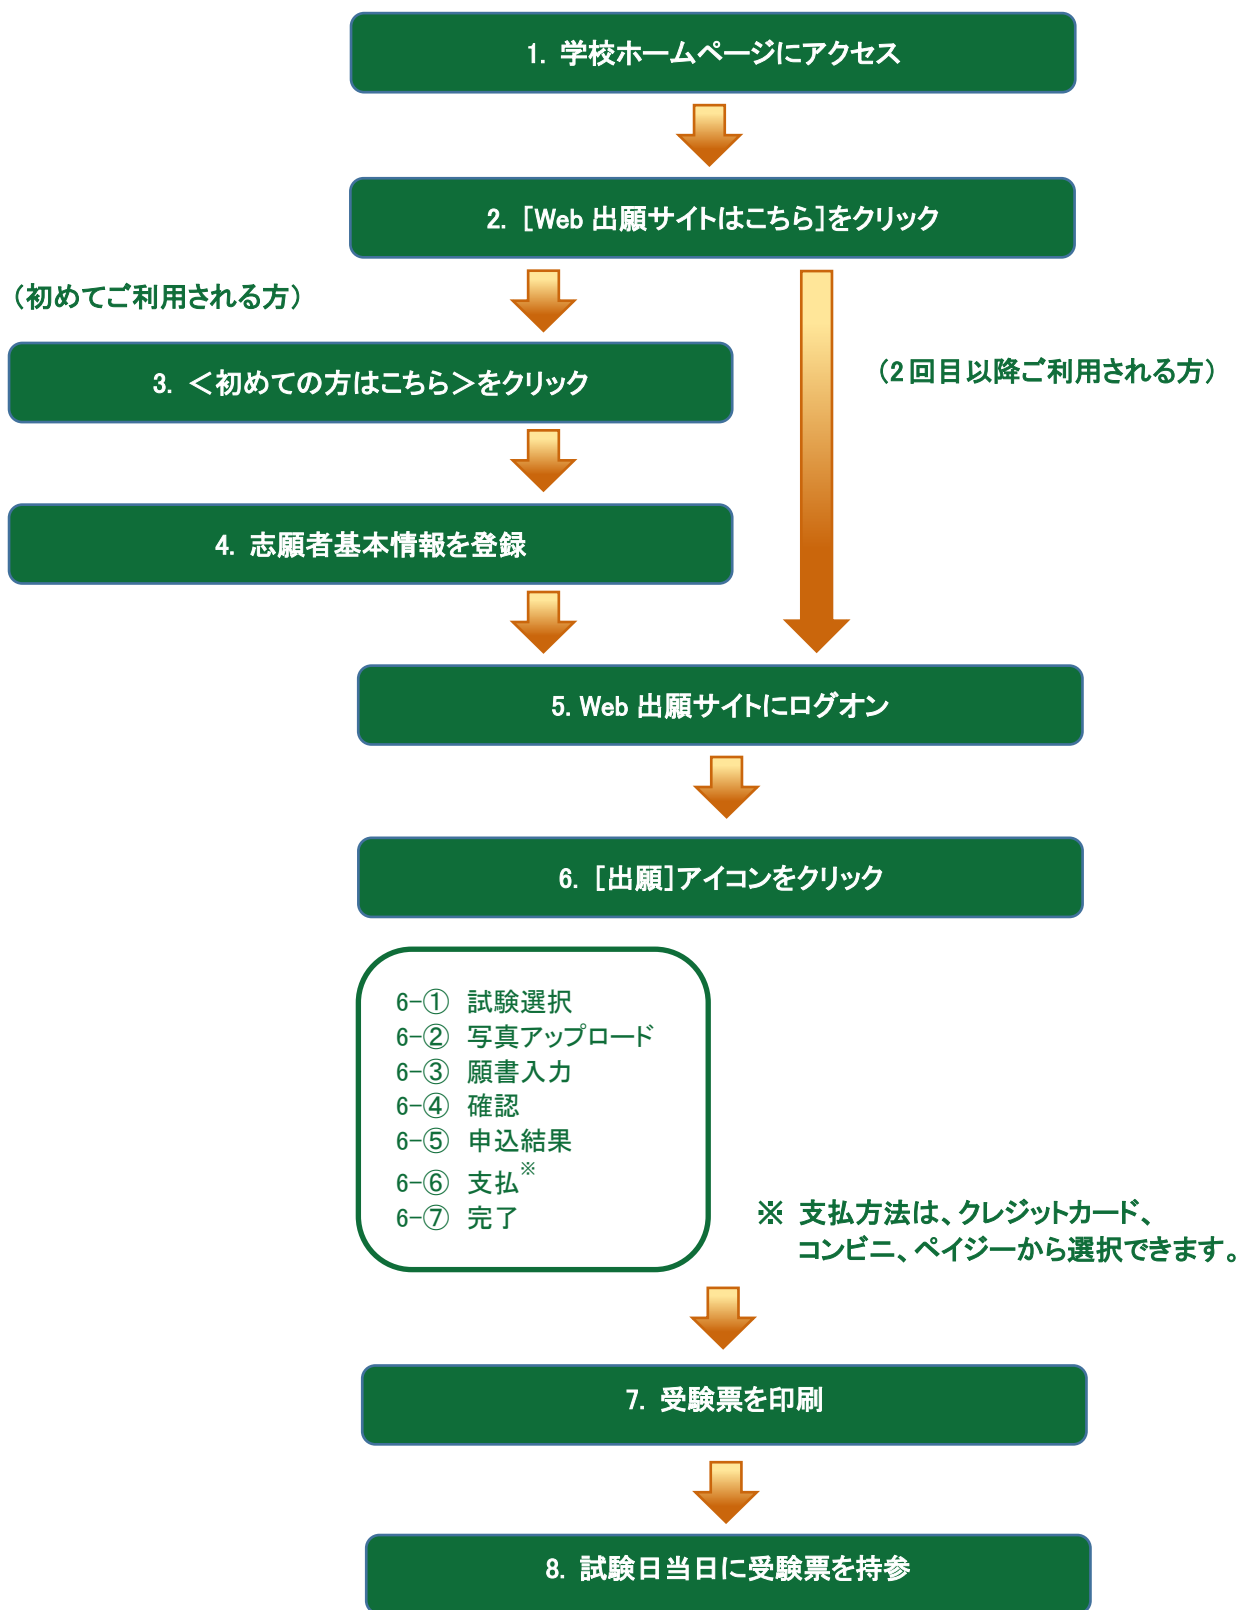 1. 学校ホームページにアクセス
2. [Web 出願サイトはこちら]をクリック
（初めてご利用される方）
3. ＜初めての方はこちら＞をクリック
（2回目以降ご利用される方）
4. 志願者基本情報を登録
5. Web 出願サイトにログオン
6. [出願]アイコンをクリック
6-① 試験選択
6-② 写真アップロード
6-③ 願書入力
6-④ 確認
6-⑤ 申込結果
6-⑥ 支払※
6-⑦ 完了
※ 支払方法は、クレジットカード、
コンビニ、ペイジーから選択できます。
7. 受験票を印刷
8. 試験日当日に受験票を持参